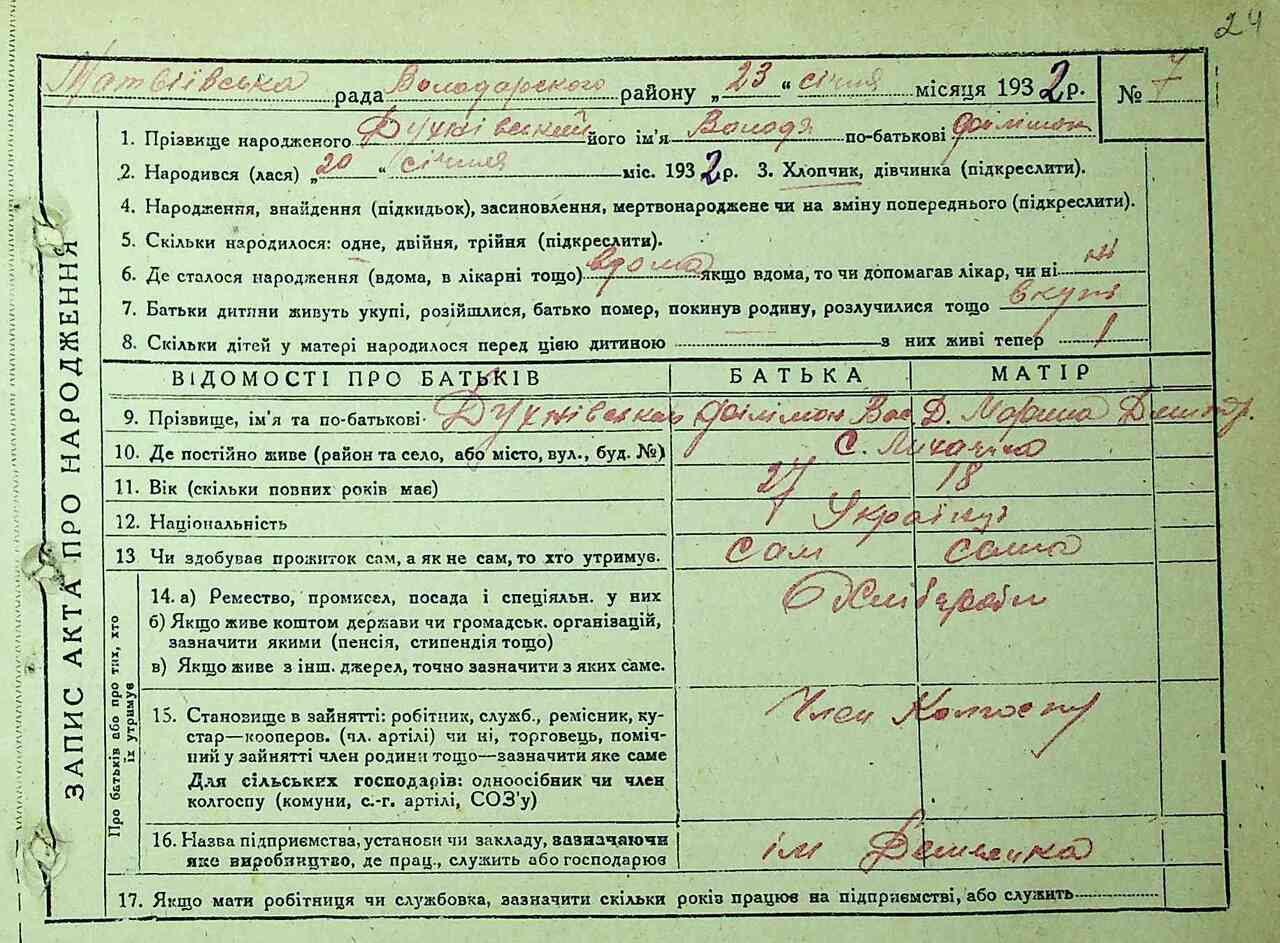 24
Матвіївська рада Володарского району „23“ січня місяця 1932 р. № 7
1. Прізвище народженого його ім'я Володя по-батькові
2. Народився (лася) „20“ січня міс. 1932 р. 3. Хлопчик, дівчинка (підкреслити).
4. Народження, знайдення (підкидьок), засиновлення, мертвонароджене чи на зміну попереднього (підкреслити).
5. Скільки народилося: одне, двійня, трійня (підкреслити).
6. Де сталося народження (вдома, в лікарні тощо) вдома якщо вдома, то чи допомагав лікар, чи ні ні
7. Батьки дитини живуть укупі, розійшлися, батько помер, покинув родину, розлучилися тощо вкупі
8. Скільки дітей у матері народилося перед цією дитиною з них живі тепер 1
ВІДОМОСТІ ПРО БАТЬКІВ БАТЬКА МАТІР
9. Прізвище, ім'я та по-батькові Філімон Вас Д. Марина
10. Де постійно живе (район та село, або місто, вул., буд. №) С.
11. Вік (скільки повних років має) 27 18
12. Національність Українці
13 Чи здобував прожиток сам, а як не сам, то хто утримує. Сам сама
14. а) Ремество, промисел, посада і спеціяльн. у них Хлібороби
б) Якщо живе коштом держави чи громадськ. організацій,
зазначити якими (пенсія, стипендія тощо)
в) Якщо живе з інш. джерел, точно зазначити з яких саме.
15. Становище в зайнятті: робітник, служб., ремісник, ку-
стар—кооперов. (чл. артілі) чи ні, торговець, поміч-
ний у зайнятті член родини тощо—зазначити яке саме
Для сільських господарів: одноосібник чи член
колгоспу (комуни, с.-г. артілі, СОЗ'у)
Член Колгоспу
16. Назва підприємства, установи чи закладу, зазначаючи
яке виробництво, де прац., служить або господарює
ім
17. Якщо мати робітниця чи службовка, зазначити скільки років працює на підприємстві, або служить
ЗАПИС АКТА ПРО НАРОДЖЕННЯ
Про батьків або про тих, хто
їх утримує